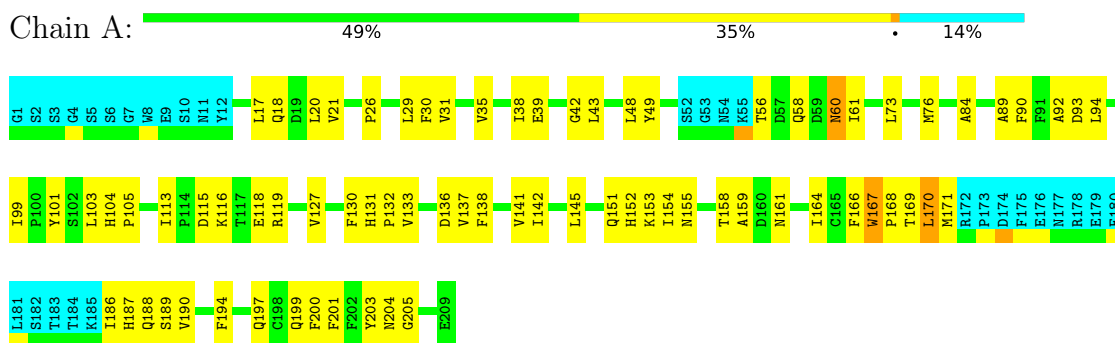 Chain A:
49% 35% • 14%
G1 S2 S3 G4 S5 S6 G7 W8 E9 S10 N11 Y12 L17 Q18 D19 L20 V21 P26 L29 F30 V31 V35 I38 E39 G42 L43 L48 Y49 S52 G53 N54 K55 T56 D57 Q58 D59 N60 I61 L73 M76 A84 A89 F90 F91 A92 D93 L94
I99 P100 Y101 S102 L103 H104 P105 I113 P114 D115 K116 T117 E118 R119 V127 F130 H131 P132 V133 D136 V137 F138 V141 I142 L145 Q151 H152 K153 I154 N155 T158 A159 D160 N161 I164 C165 F166 W167 P168 T169 L170 M171 R172 P173 D174 F175 E176 N177 R178 E179
L181 S182 T183 T184 K185 I186 H187 Q188 S189 V190 F194 Q197 C198 Q199 F200 F201 F202 Y203 N204 G205 E209